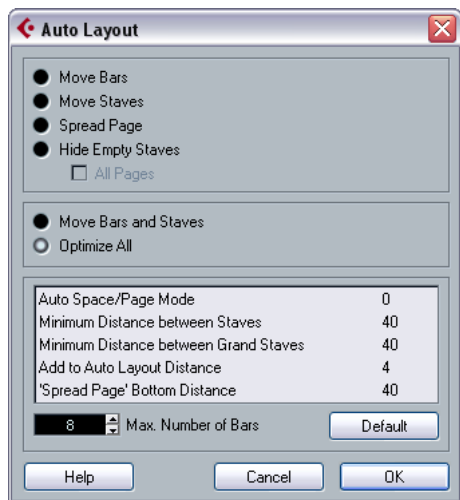 Auto Layout
Move Bars
Move Staves
Spread Page
Hide Empty Staves
All Pages
Move Bars and Staves
Optimize All
Auto Space/Page Mode 0
Minimum Distance between Staves 40
Minimum Distance between Grand Staves 40
Add to Auto Layout Distance 4
'Spread Page' Bottom Distance 40
8 Max. Number of Bars Default
Help Cancel OK